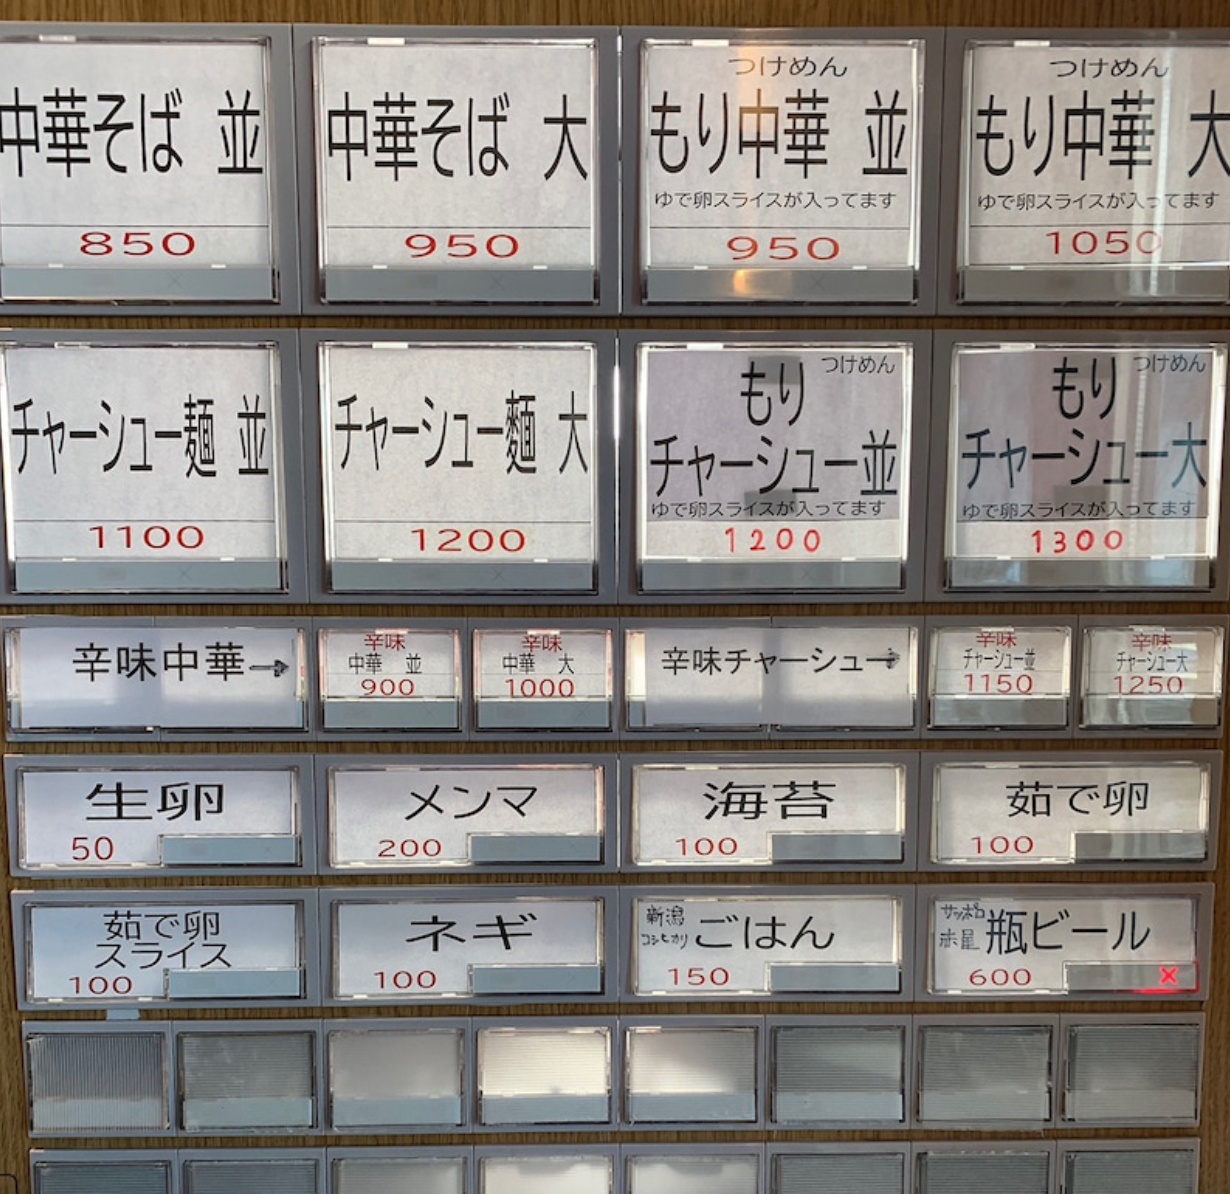 中華そば 並
850
中華そば 大
950
つけめん
もり中華 並
ゆで卵スライスが入ってます
950
つけめん
もり中華 大
ゆで卵スライスが入ってます
1050
チャーシュー麺 並
1100
チャーシュー麵 大
1200
もり つけめん
チャーシュー並
ゆで卵スライスが入ってます
1200
もり つけめん
チャーシュー大
ゆで卵スライスが入ってます
1300
辛味中華→
辛味
中華 並
900
辛味
中華 大
1000
辛味チャーシュー→
辛味
チャーシュー並
1150
辛味
チャーシュー大
1250
生卵
50
メンマ
200
海苔
100
茹で卵
100
茹で卵
スライス
100
ネギ
100
新潟
コシヒカリ
ごはん
150
サッポロ
赤星
瓶ビール
600
×